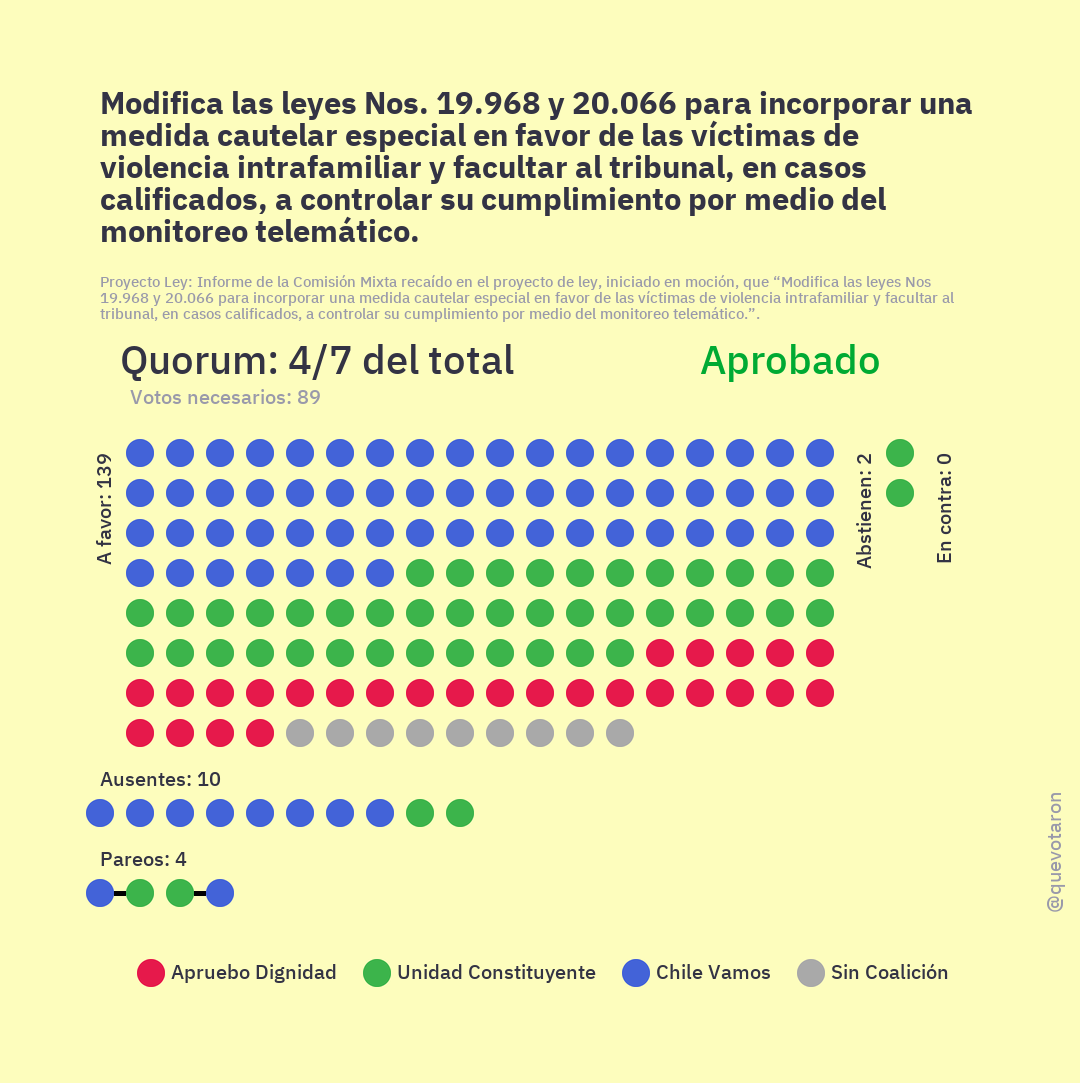 Modifica las leyes Nos. 19.968 y 20.066 para incorporar una
medida cautelar especial en favor de las víctimas de
violencia intrafamiliar y facultar al tribunal, en casos
calificados, a controlar su cumplimiento por medio del
monitoreo telemático.
Proyecto Ley: Informe de la Comisión Mixta recaído en el proyecto de ley, iniciado en moción, que “Modifica las leyes Nos
19.968 y 20.066 para incorporar una medida cautelar especial en favor de las víctimas de violencia intrafamiliar y facultar al
tribunal, en casos calificados, a controlar su cumplimiento por medio del monitoreo telemático.”.
Quorum: 4/7 del total
Aprobado
Votos necesarios: 89
A favor: 139
Abstienen: 2
En contra: 0
Ausentes: 10
Pareos: 4
@quevotaron
Apruebo Dignidad
Unidad Constituyente
Chile Vamos
Sin Coalición